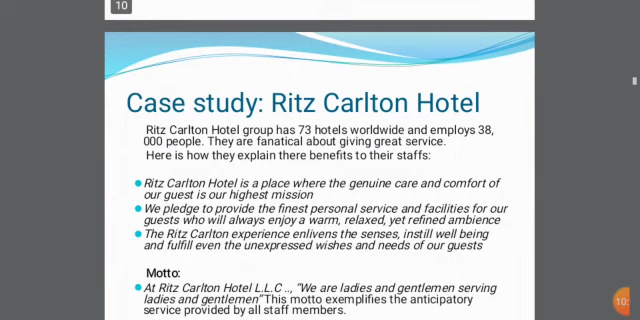 10
Case study: Ritz Carlton Hotel
Ritz Carlton Hotel group has 73 hotels worldwide and employs 38,
000 people. They are fanatical about giving great service.
Here is how they explain there benefits to their staffs:
Ritz Carlton Hotel is a place where the genuine care and comfort of
our guest is our highest mission
We pledge to provide the finest personal service and facilities for our
guests who will always enjoy a warm, relaxed, yet refined ambience
The Ritz Carlton experience enlivens the senses, instill well being
and fulfill even the unexpressed wishes and needs of our guests
Motto:
At Ritz Carlton Hotel L.L.C .., “We are ladies and gentlemen serving
ladies and gentlemen” This motto exemplifies the anticipatory
service provided by all staff members.
10: